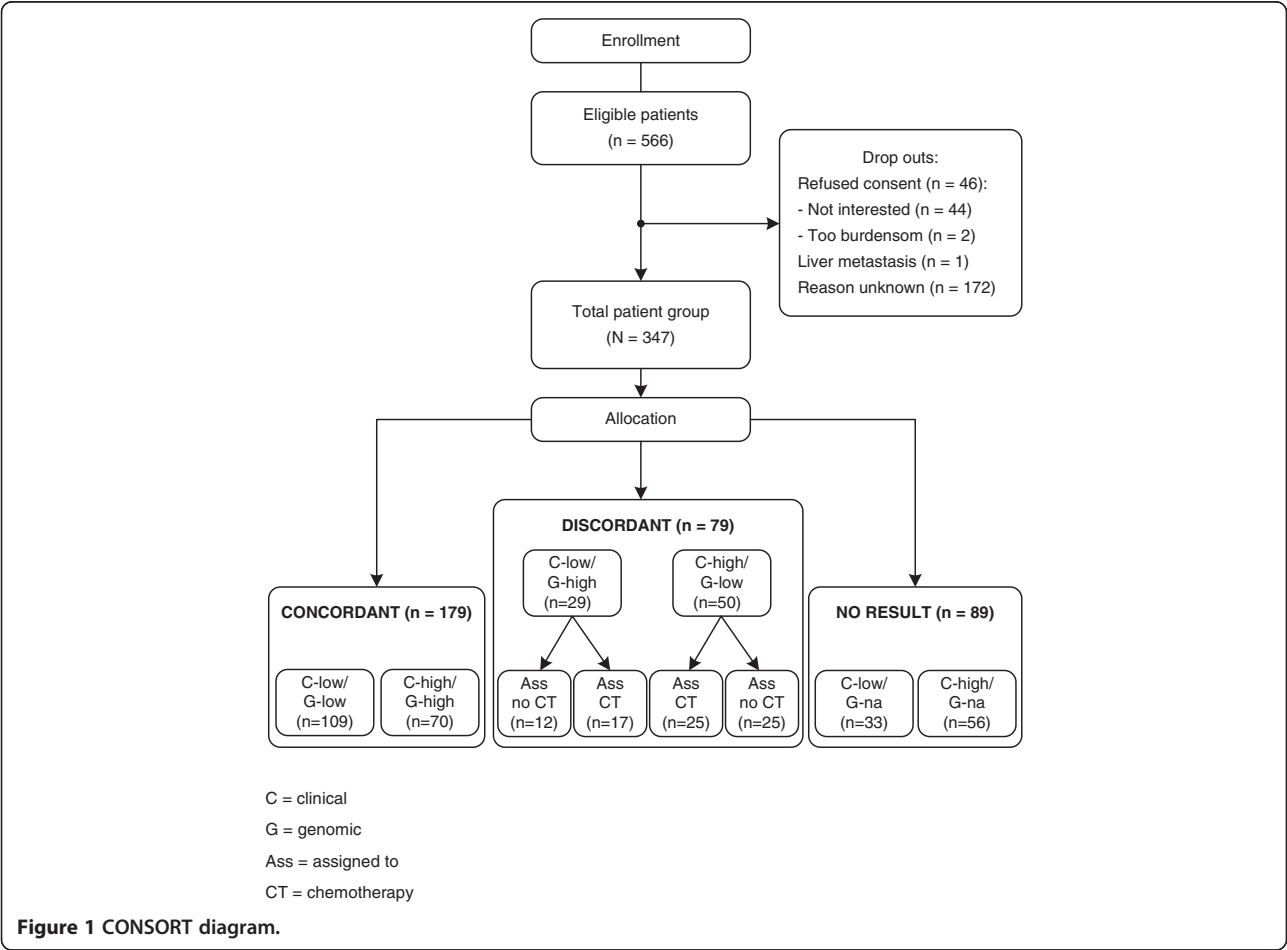 Enrollment
Eligible patients
(n = 566)
Drop outs:
Refused consent (n = 46):
- Not interested (n = 44)
- Too burdensom (n = 2)
Liver metastasis (n = 1)
Reason unknown (n = 172)
Total patient group
(N = 347)
Allocation
CONCORDANT (n = 179)
C-low/
G-low
(n=109)
C-high/
G-high
(n=70)
DISCORDANT (n = 79)
C-low/
G-high
(n=29)
C-high/
G-low
(n=50)
Ass
no CT
(n=12)
Ass
CT
(n=17)
Ass
CT
(n=25)
Ass
no CT
(n=25)
NO RESULT (n = 89)
C-low/
G-na
(n=33)
C-high/
G-na
(n=56)
C = clinical
G = genomic
Ass = assigned to
CT = chemotherapy
Figure 1 CONSORT diagram.